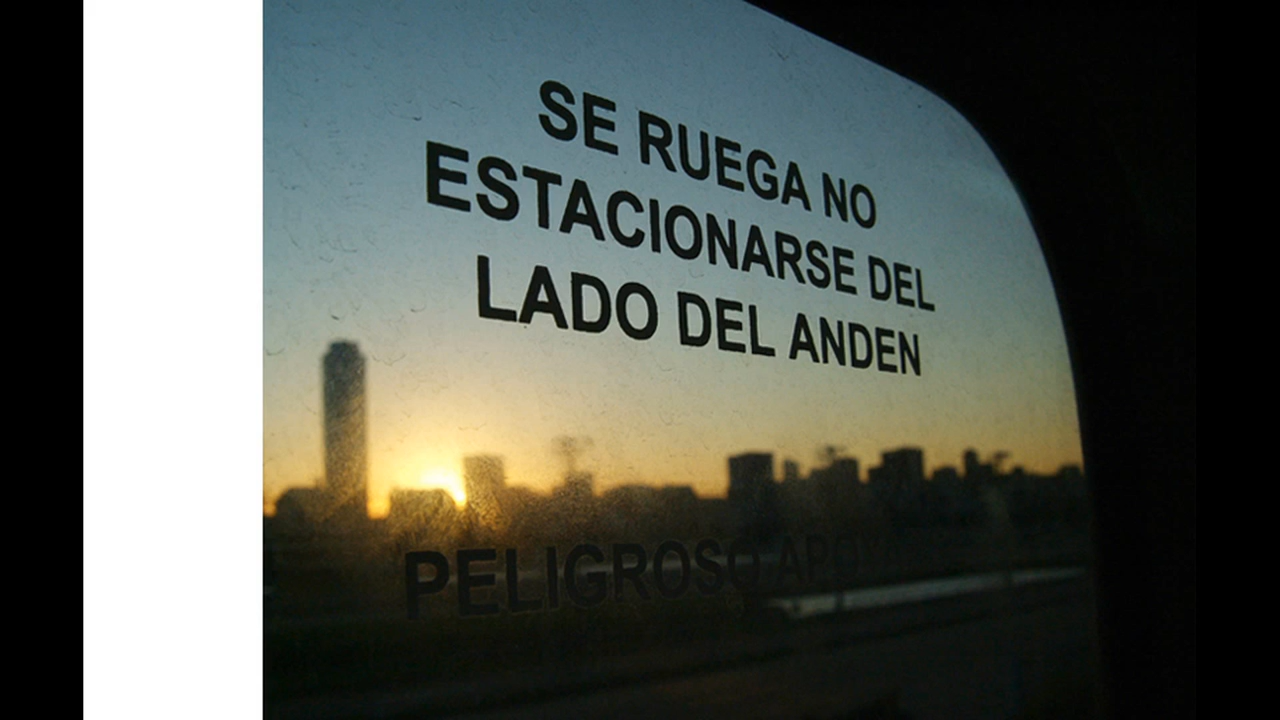 SE RUEGA NO
ESTACIONARSE DEL
LADO DEL ANDEN
PELIGROSO